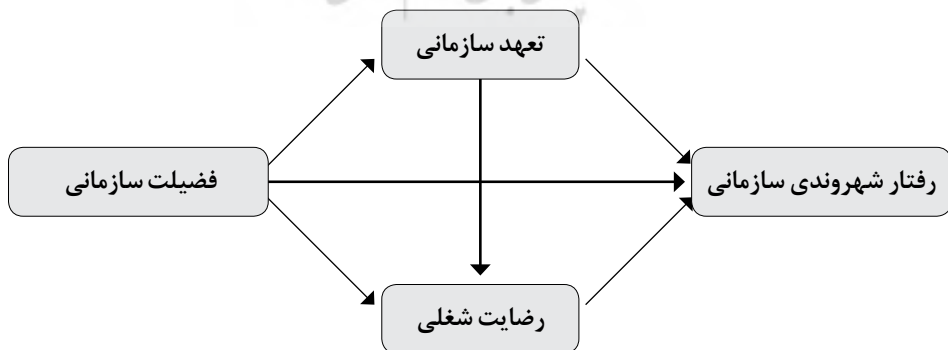 تعهد سازمانی
فضیلت سازمانی
رفتار شهروندی سازمانی
رضایت شغلی